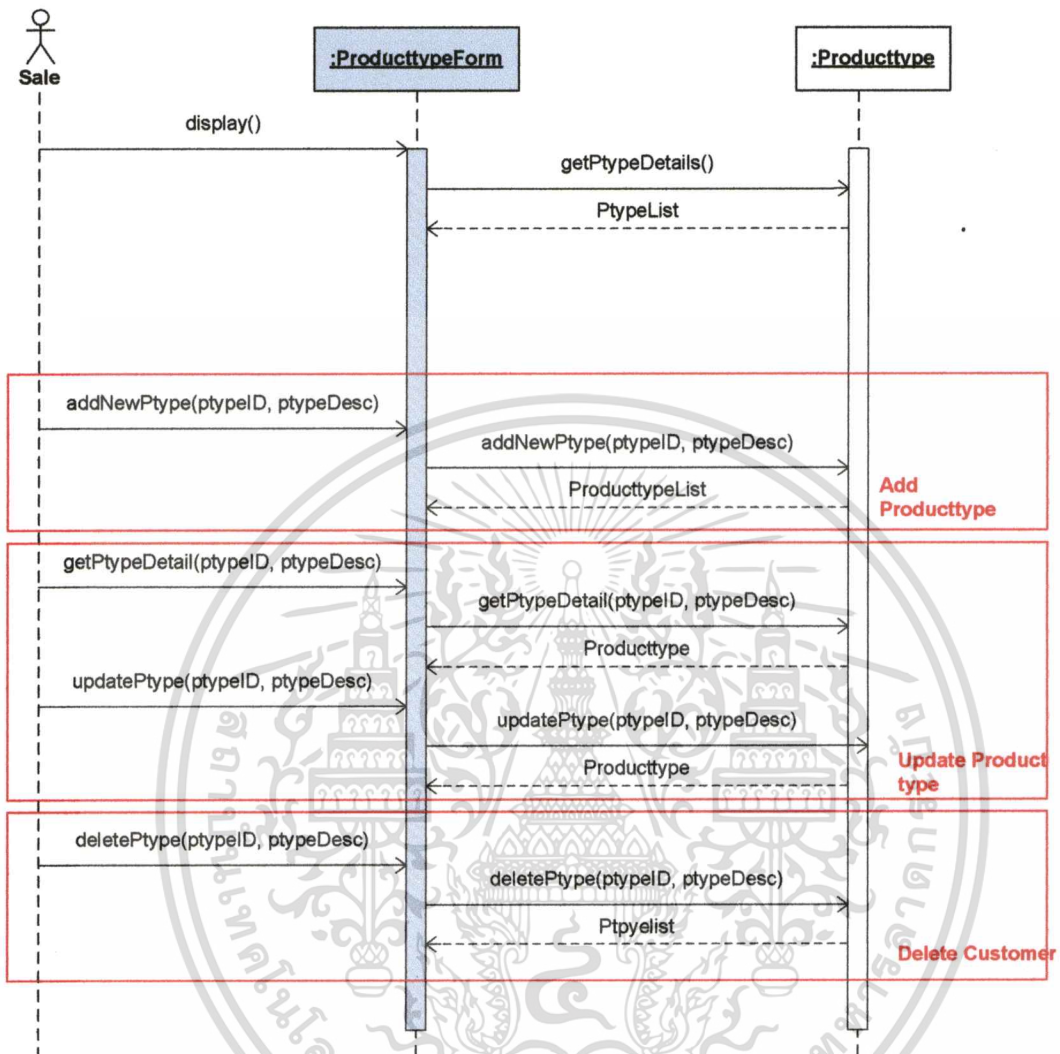 Sale
:ProducttypeForm
:Producttype
display()
getPtypeDetails()
PtypeList
addNewPtype(ptypeID, ptypeDesc)
addNewPtype(ptypeID, ptypeDesc)
ProducttypeList
Add
Producttype
getPtypeDetail(ptypeID, ptypeDesc)
getPtypeDetail(ptypeID, ptypeDesc)
Producttype
updatePtype(ptypeID, ptypeDesc)
updatePtype(ptypeID, ptypeDesc)
Producttype
Update Product
type
deletePtype(ptypeID, ptypeDesc)
deletePtype(ptypeID, ptypeDesc)
Ptpyelist
Delete Customer